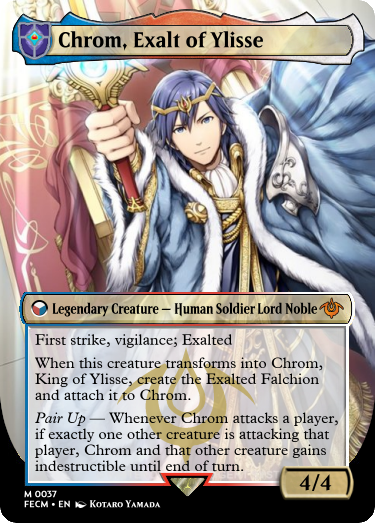 Chrom, Exalt of Ylisse
Legendary Creature — Human Soldier Lord Noble
First strike, vigilance; Exalted
When this creature transforms into Chrom,
King of Ylisse, create the Exalted Falchion
and attach it to Chrom.
Pair Up — Whenever Chrom attacks a player,
if exactly one other creature is attacking that
player, Chrom and that other creature gains
indestructible until end of turn.
4/4
M 0037
FECM • EN Kotaro Yamada